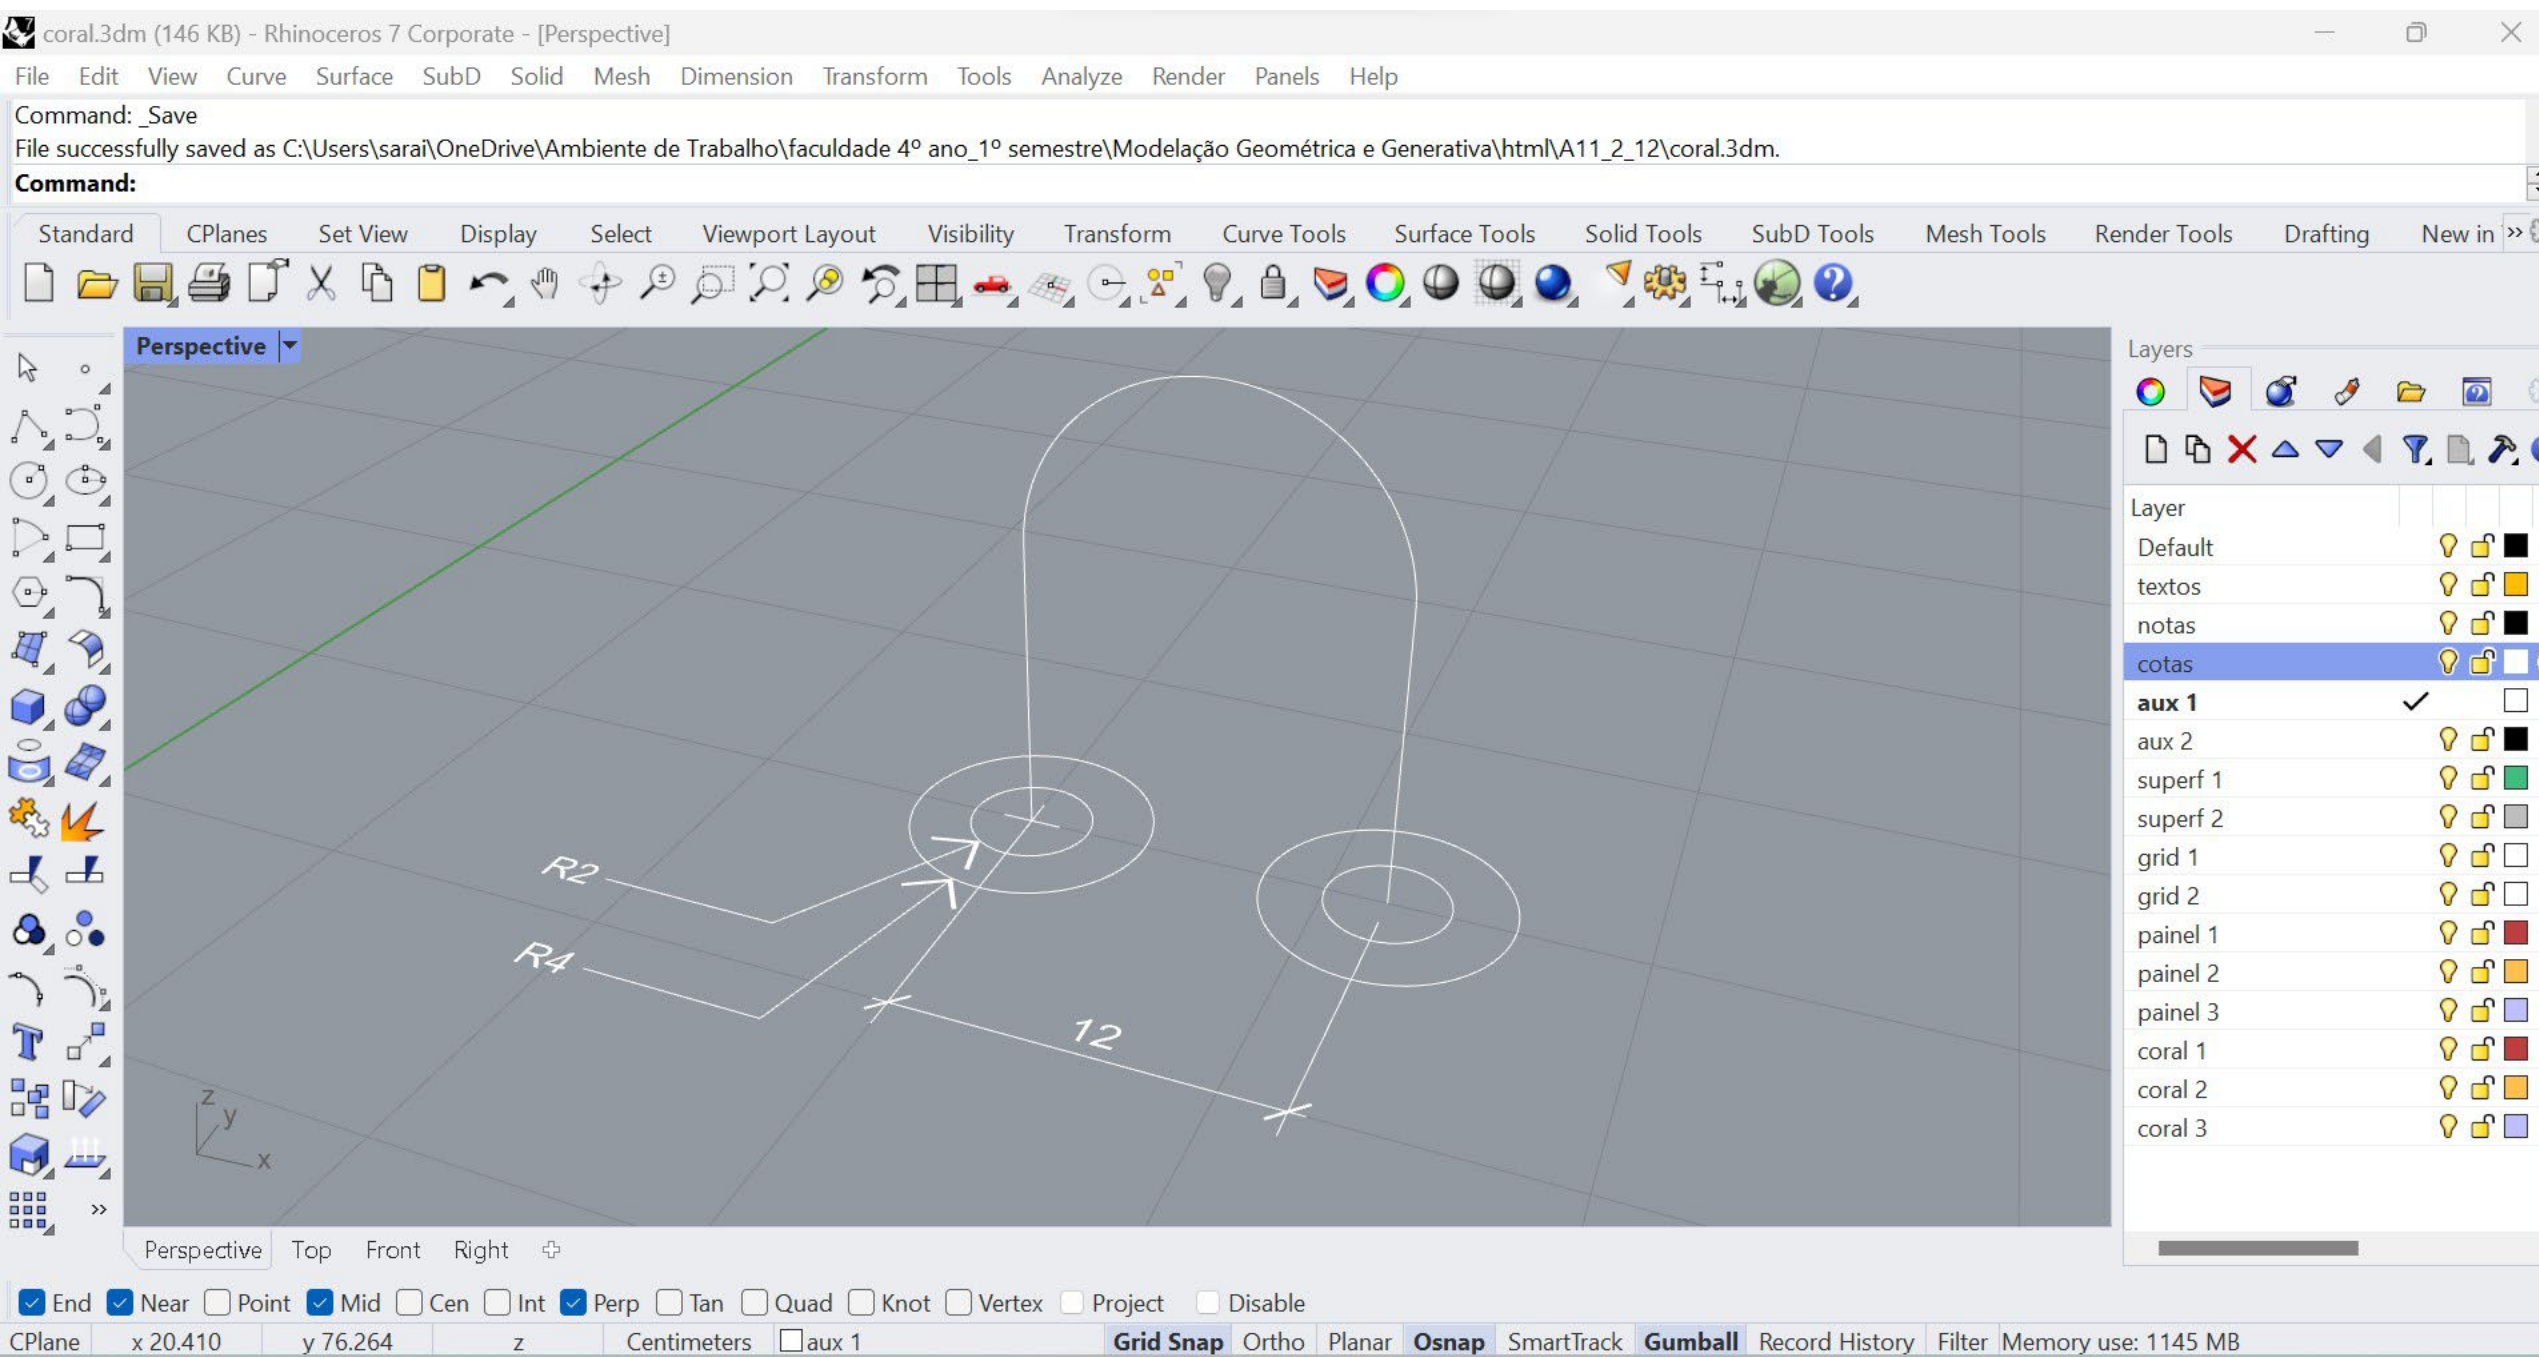 coral.3dm (146 KB) - Rhinoceros 7 Corporate - [Perspective]
File Edit View Curve Surface SubD Solid Mesh Dimension Transform Tools Analyze Render Panels Help
Command: _Save
File successfully saved as C:\Users\sarai\OneDrive\Ambiente de Trabalho\faculdade 4º ano_1º semestre\Modelação Geométrica e Generativa\html\A11_2_12\coral.3dm.
Command:
Standard CPlanes Set View Display Select Viewport Layout Visibility Transform Curve Tools Surface Tools Solid Tools SubD Tools Mesh Tools Render Tools Drafting New in »
Perspective
Layers
Layer
Default
textos
notas
cotas
aux 1
aux 2
superf 1
superf 2
grid 1
grid 2
painel 1
painel 2
painel 3
coral 1
coral 2
coral 3
R2
R4
12
z
y
x
»
Perspective Top Front Right
End Near Point Mid Cen Int Perp Tan Quad Knot Vertex Project Disable
CPlane x 20.410 y 76.264 z Centimeters aux 1 Grid Snap Ortho Planar Osnap SmartTrack Gumball Record History Filter Memory use: 1145 MB